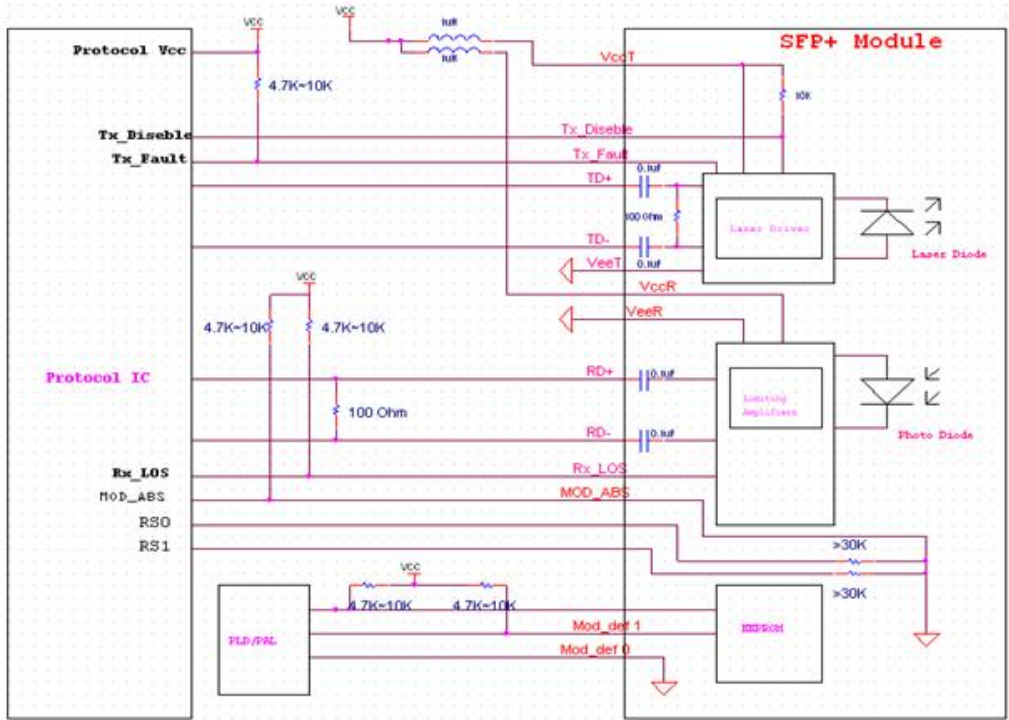 Vcc
Vcc
1uH
1uH
SFP+ Module
Protocol Vcc
VccT
4.7K~10K
10K
Tx_Diseble
Tx_Diseble
Tx_Fault
Tx_Fault
0.1uf
TD+
100 Ohm
Laser Driver
TD-
0.1uf
Laser Diode
VeeT
VccR
Vcc
VeeR
4.7K~10K
4.7K~10K
Protocol IC
RD+
0.1uf
Limiting
Amplifiers
100 Ohm
RD-
0.1uf
Photo Diode
Rx_LOS
Rx_LOS
MOD_ABS
MOD_ABS
RS0
RS1
>30K
>30K
Vcc
4.7K~10K
4.7K~10K
PLD/PAL
Mod_def 1
EEPROM
Mod_def 0